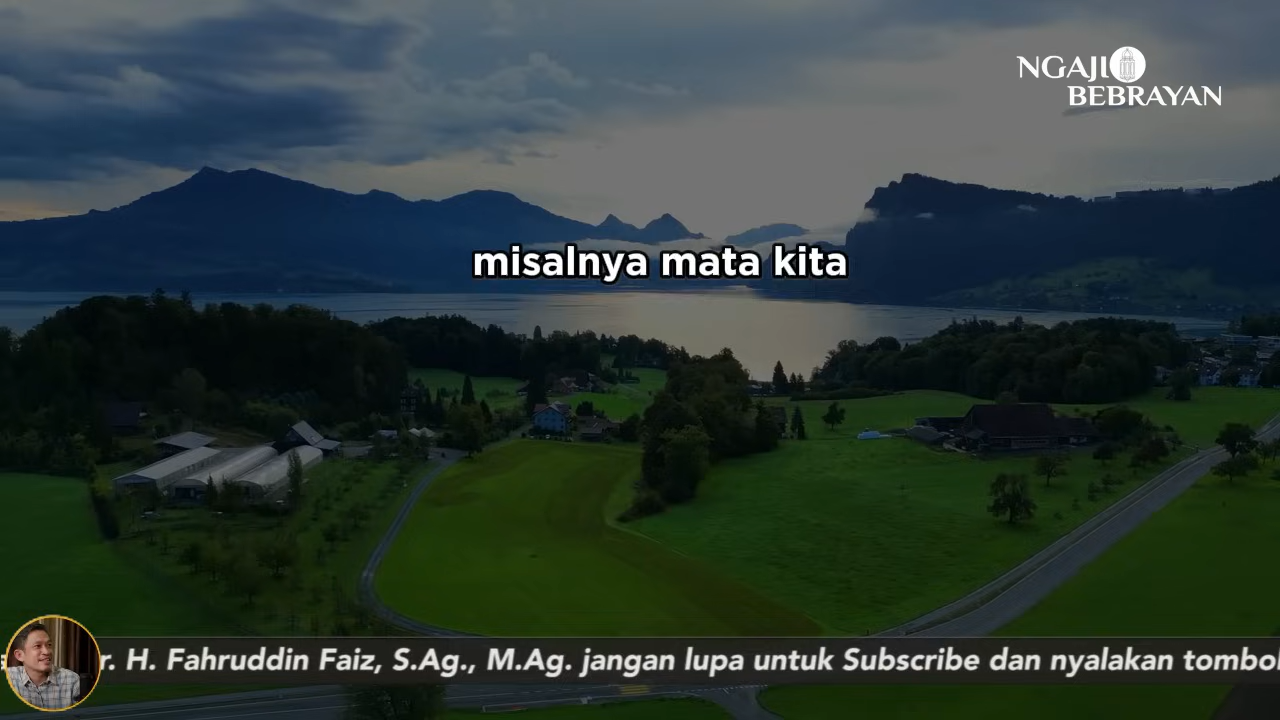 NGAJI
BEBRAYAN
misalnya mata kita
r. H. Fahruddin Faiz, S.Ag., M.Ag. jangan lupa untuk Subscribe dan nyalakan tombol